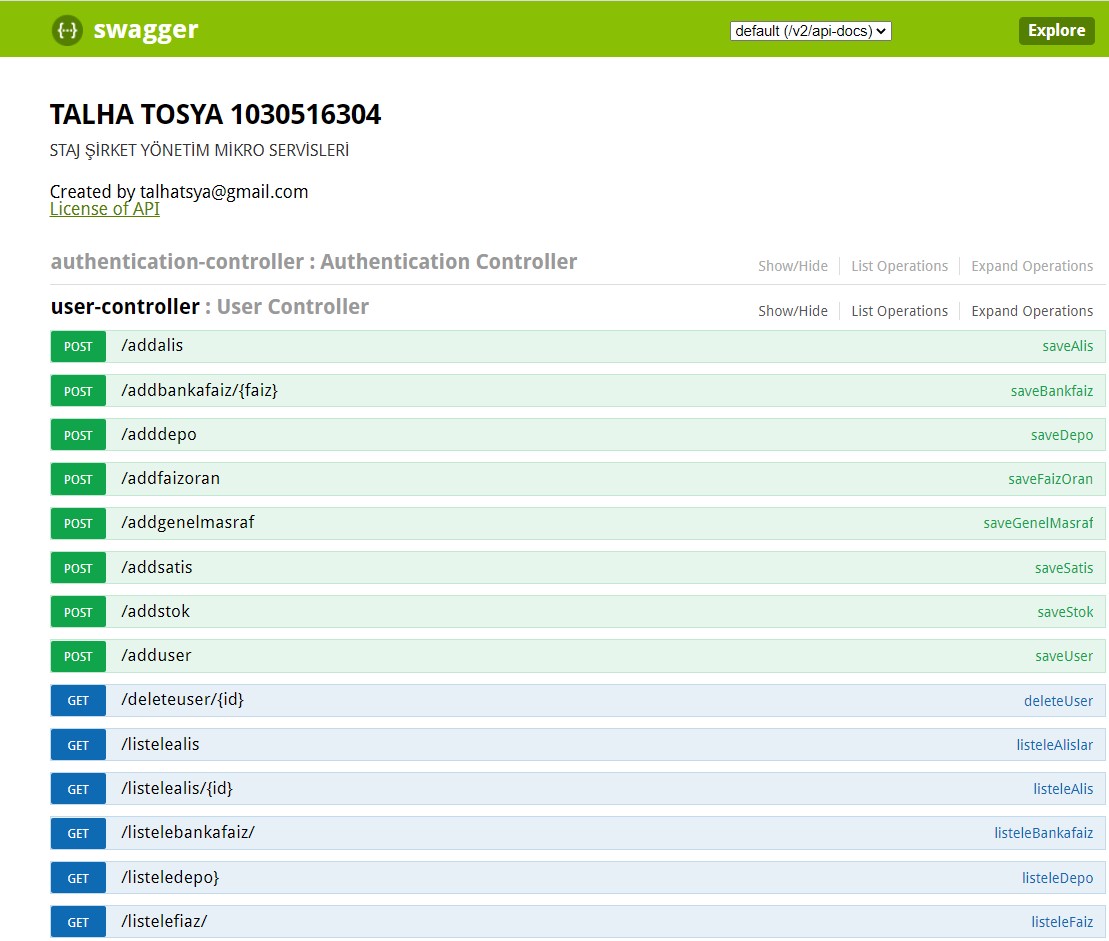 swagger
default (/v2/api-docs)
Explore
TALHA TOSYA 1030516304
STAJ ŞİRKET YÖNETİM MİKRO SERVİSLERİ
Created by talhatsya@gmail.com
License of API
authentication-controller : Authentication Controller Show/Hide List Operations Expand Operations
user-controller : User Controller Show/Hide List Operations Expand Operations
POST /addalis saveAlis
POST /addbankafaiz/{faiz} saveBankfaiz
POST /adddepo saveDepo
POST /addfaizoran saveFaizOran
POST /addgenelmasraf saveGenelMasraf
POST /addsatis saveSatis
POST /addstok saveStok
POST /adduser saveUser
GET /deleteuser/{id} deleteUser
GET /listelealis listeleAlislar
GET /listelealis/{id} listeleAlis
GET /listelebankafaiz/ listeleBankafaiz
GET /listeledepo} listeleDepo
GET /listelefiaz/ listeleFaiz